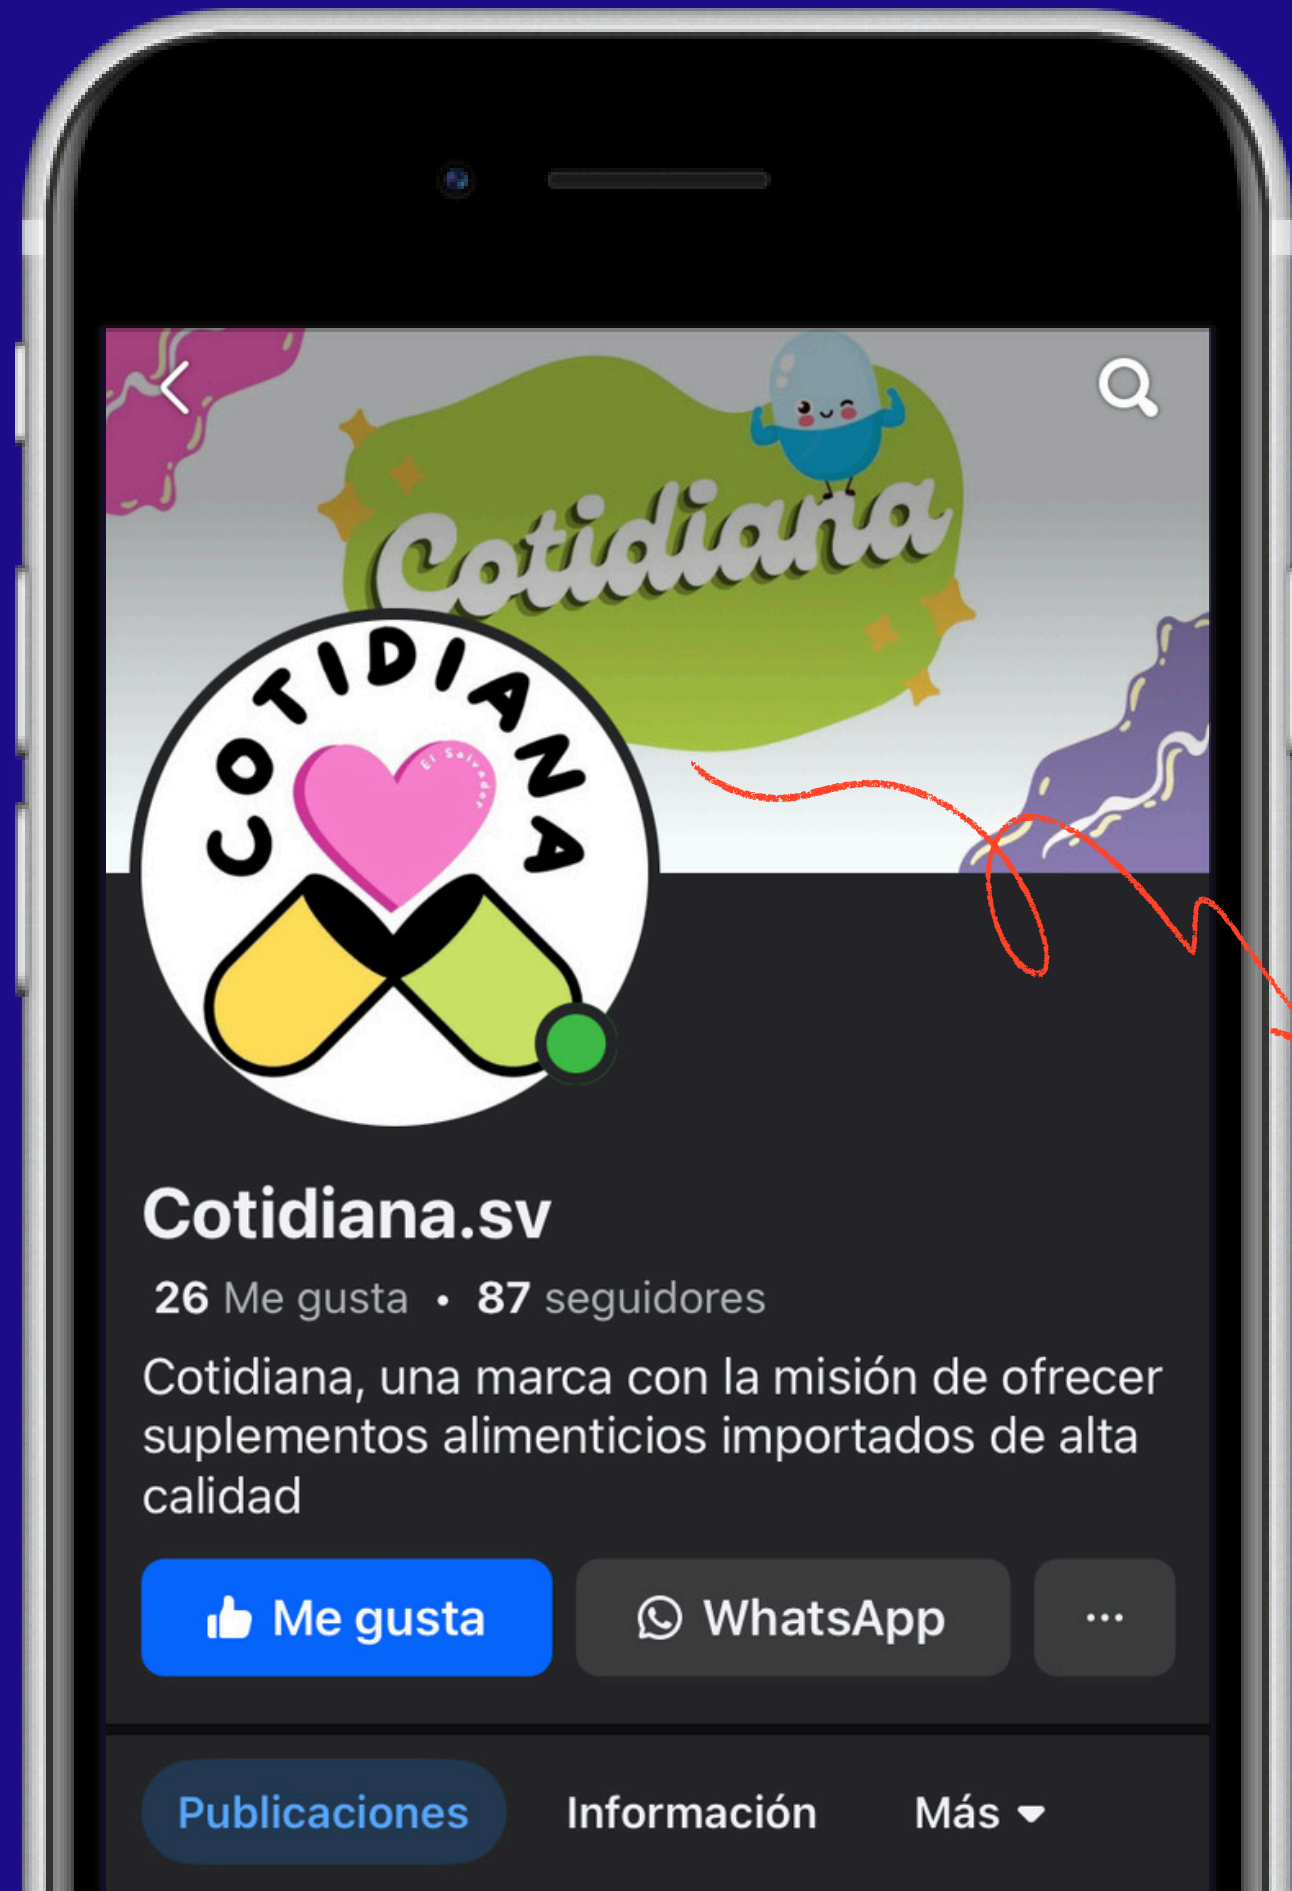 Cotidiana
COTIDIANA
El Salvador
Cotidiana.sv
26 Me gusta • 87 seguidores
Cotidiana, una marca con la misión de ofrecer
suplementos alimenticios importados de alta
calidad
Me gusta
WhatsApp
...
Publicaciones
Información
Más